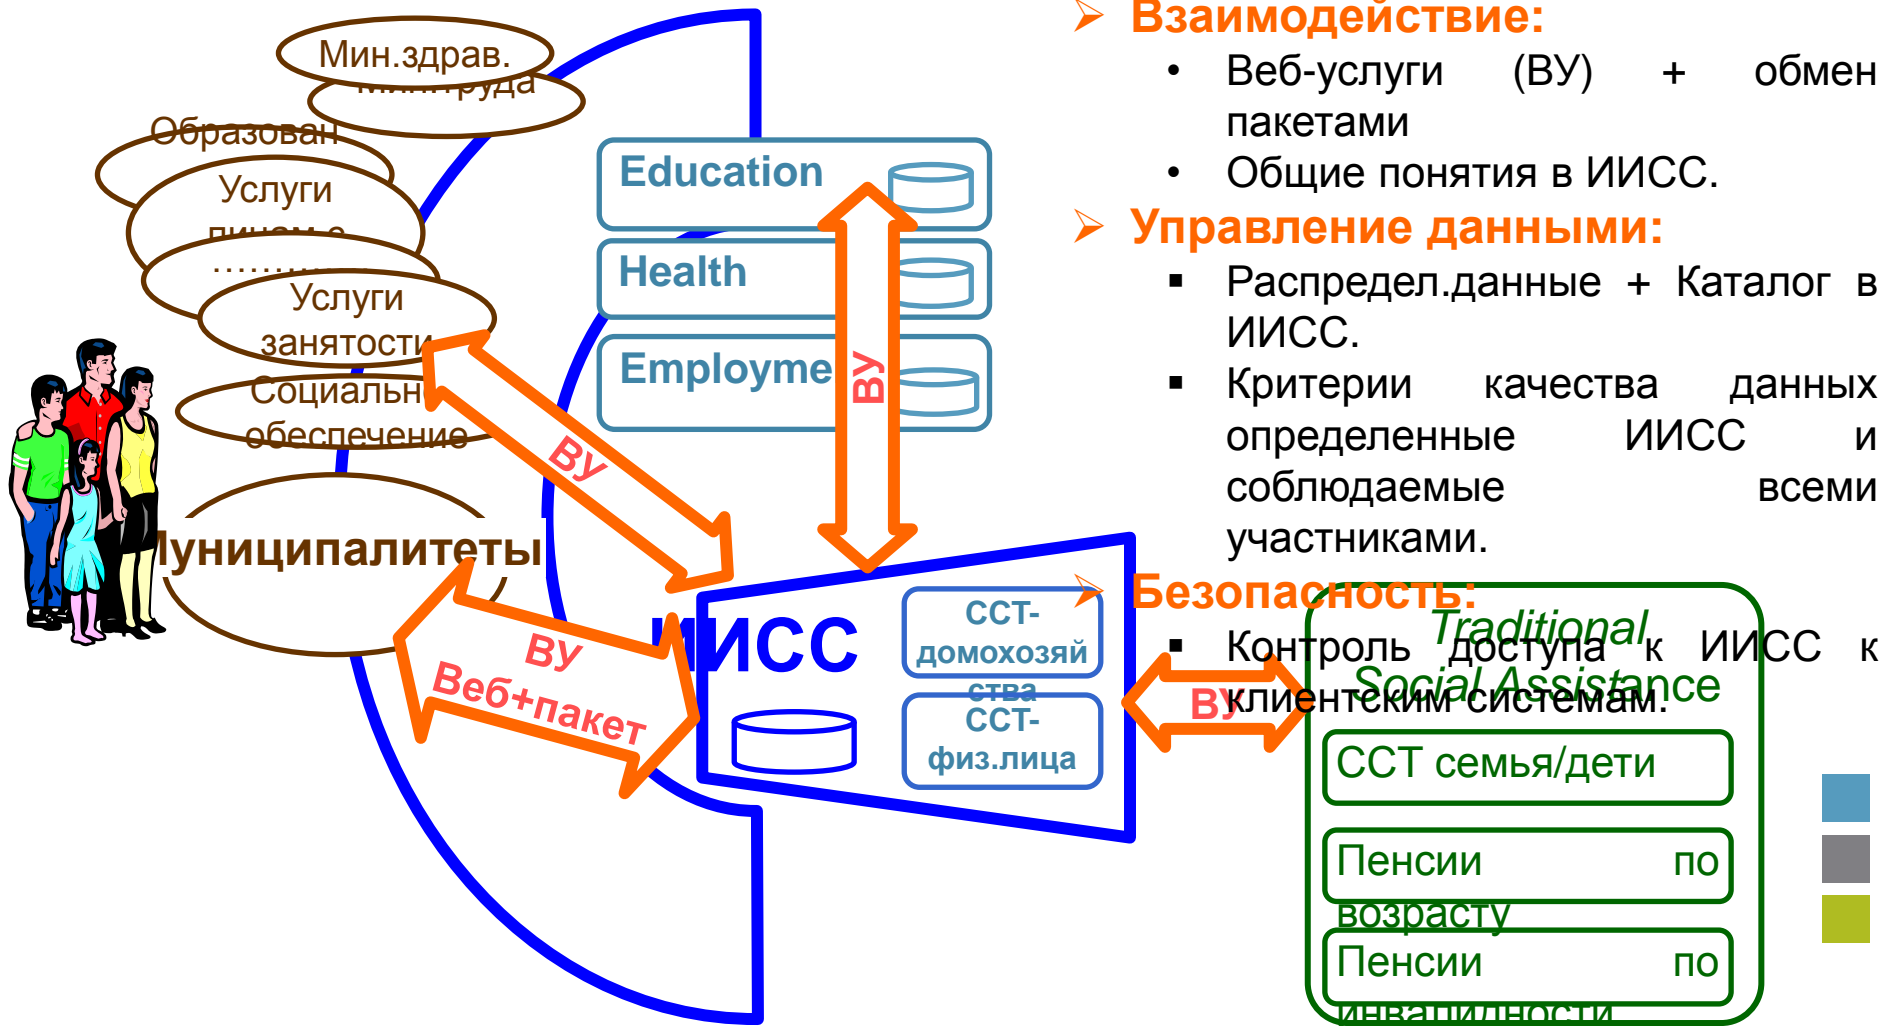 Мин.здрав.
Образован
Услуги
…………
Услуги
занятости
Социальн
обеспечение
униципалитеты
Education
Health
Employme
ВУ
ВУ
ВУ
Веб+пакет
ИИСС
ССТ-
домохозяй
ства
ССТ-
физ.лица
ВУ
Взаимодействие:
• Веб-услуги (ВУ) + обмен
пакетами
• Общие понятия в ИИСС.
Управление данными:
▪ Распредел.данные + Каталог в
ИИСС.
▪ Критерии качества данных
определенные ИИСС и
соблюдаемые всеми
участниками.
Безопасность:
▪ Контроль доступа к ИИСС к
клиентским системам.
Traditional
Social Assistance
ССТ семья/дети
Пенсии по
возрасту
Пенсии по
инвалидности